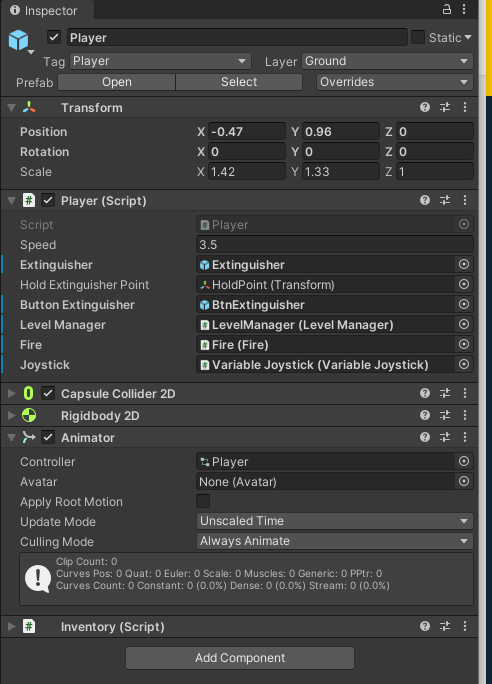 Inspector
Player Static
Tag Player Layer Ground
Prefab Open Select Overrides
Transform
Position X -0.47 Y 0.96 Z 0
Rotation X 0 Y 0 Z 0
Scale X 1.42 Y 1.33 Z 1
# Player (Script)
Script # Player
Speed 3.5
Extinguisher Extinguisher
Hold Extinguisher Point HoldPoint (Transform)
Button Extinguisher BtnExtinguisher
Level Manager # LevelManager (Level Manager)
Fire # Fire (Fire)
Joystick # Variable Joystick (Variable Joystick)
Capsule Collider 2D
Rigidbody 2D
Animator
Controller Player
Avatar None (Avatar)
Apply Root Motion
Update Mode Unscaled Time
Culling Mode Always Animate
Clip Count: 0
Curves Pos: 0 Quat: 0 Euler: 0 Scale: 0 Muscles: 0 Generic: 0 PPtr: 0
Curves Count: 0 Constant: 0 (0.0%) Dense: 0 (0.0%) Stream: 0 (0.0%)
# Inventory (Script)
Add Component